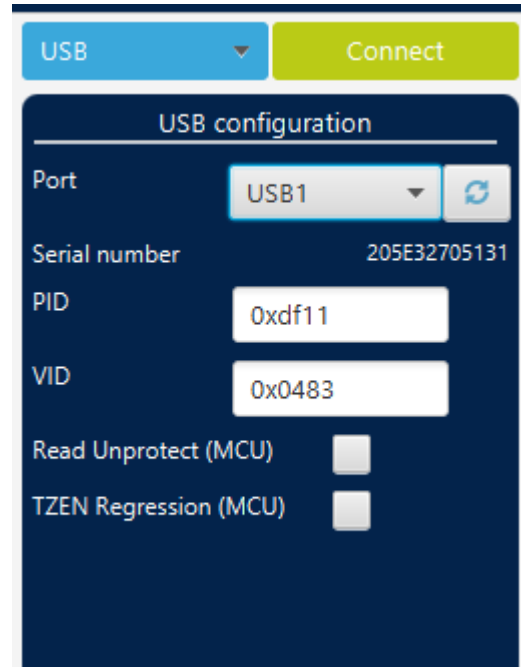 USB Connect
USB configuration
Port USB1
Serial number 205E32705131
PID 0xdf11
VID 0x0483
Read Unprotect (MCU)
TZEN Regression (MCU)